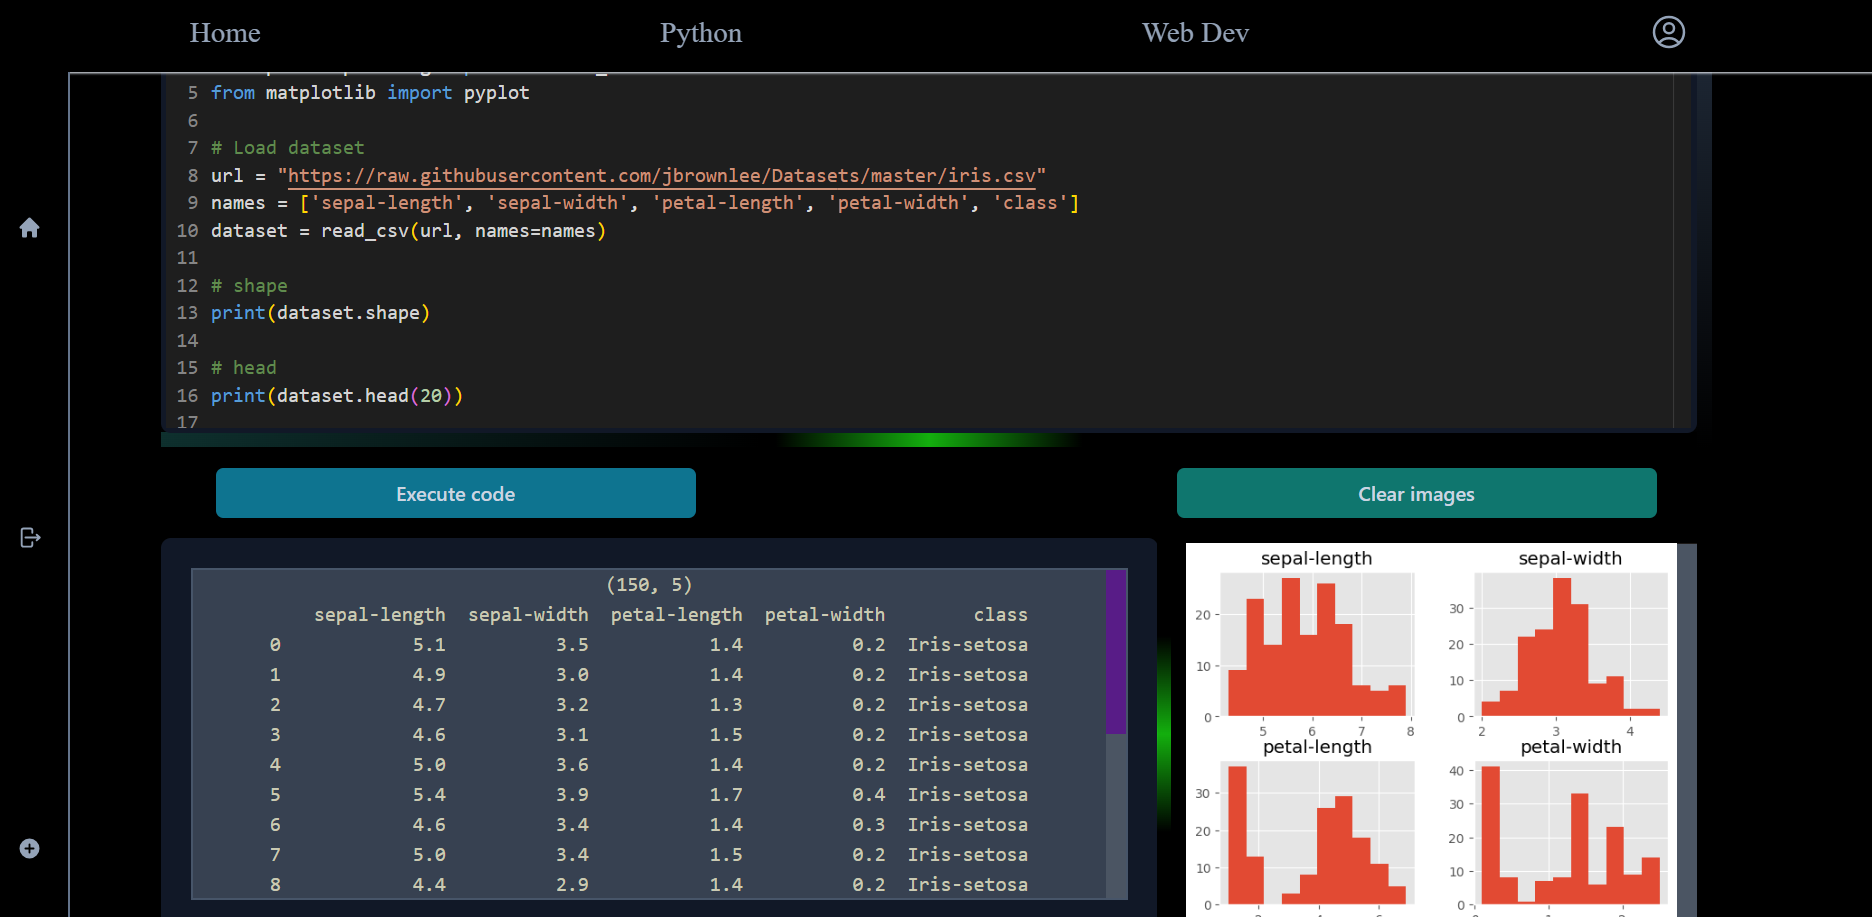 Home Python Web Dev
5 from matplotlib import pyplot
6
7 # Load dataset
8 url = "https://raw.githubusercontent.com/jbrownlee/Datasets/master/iris.csv"
9 names = ['sepal-length', 'sepal-width', 'petal-length', 'petal-width', 'class']
10 dataset = read_csv(url, names=names)
11
12 # shape
13 print(dataset.shape)
14
15 # head
16 print(dataset.head(20))
17
Execute code Clear images
(150, 5)
sepal-length sepal-width petal-length petal-width class
0 5.1 3.5 1.4 0.2 Iris-setosa
1 4.9 3.0 1.4 0.2 Iris-setosa
2 4.7 3.2 1.3 0.2 Iris-setosa
3 4.6 3.1 1.5 0.2 Iris-setosa
4 5.0 3.6 1.4 0.2 Iris-setosa
5 5.4 3.9 1.7 0.4 Iris-setosa
6 4.6 3.4 1.4 0.3 Iris-setosa
7 5.0 3.4 1.5 0.2 Iris-setosa
8 4.4 2.9 1.4 0.2 Iris-setosa
sepal-length
20
10
0
5 6 7 8
sepal-width
30
20
10
0
2 3 4
petal-length
30
20
10
0
petal-width
40
30
20
10
0